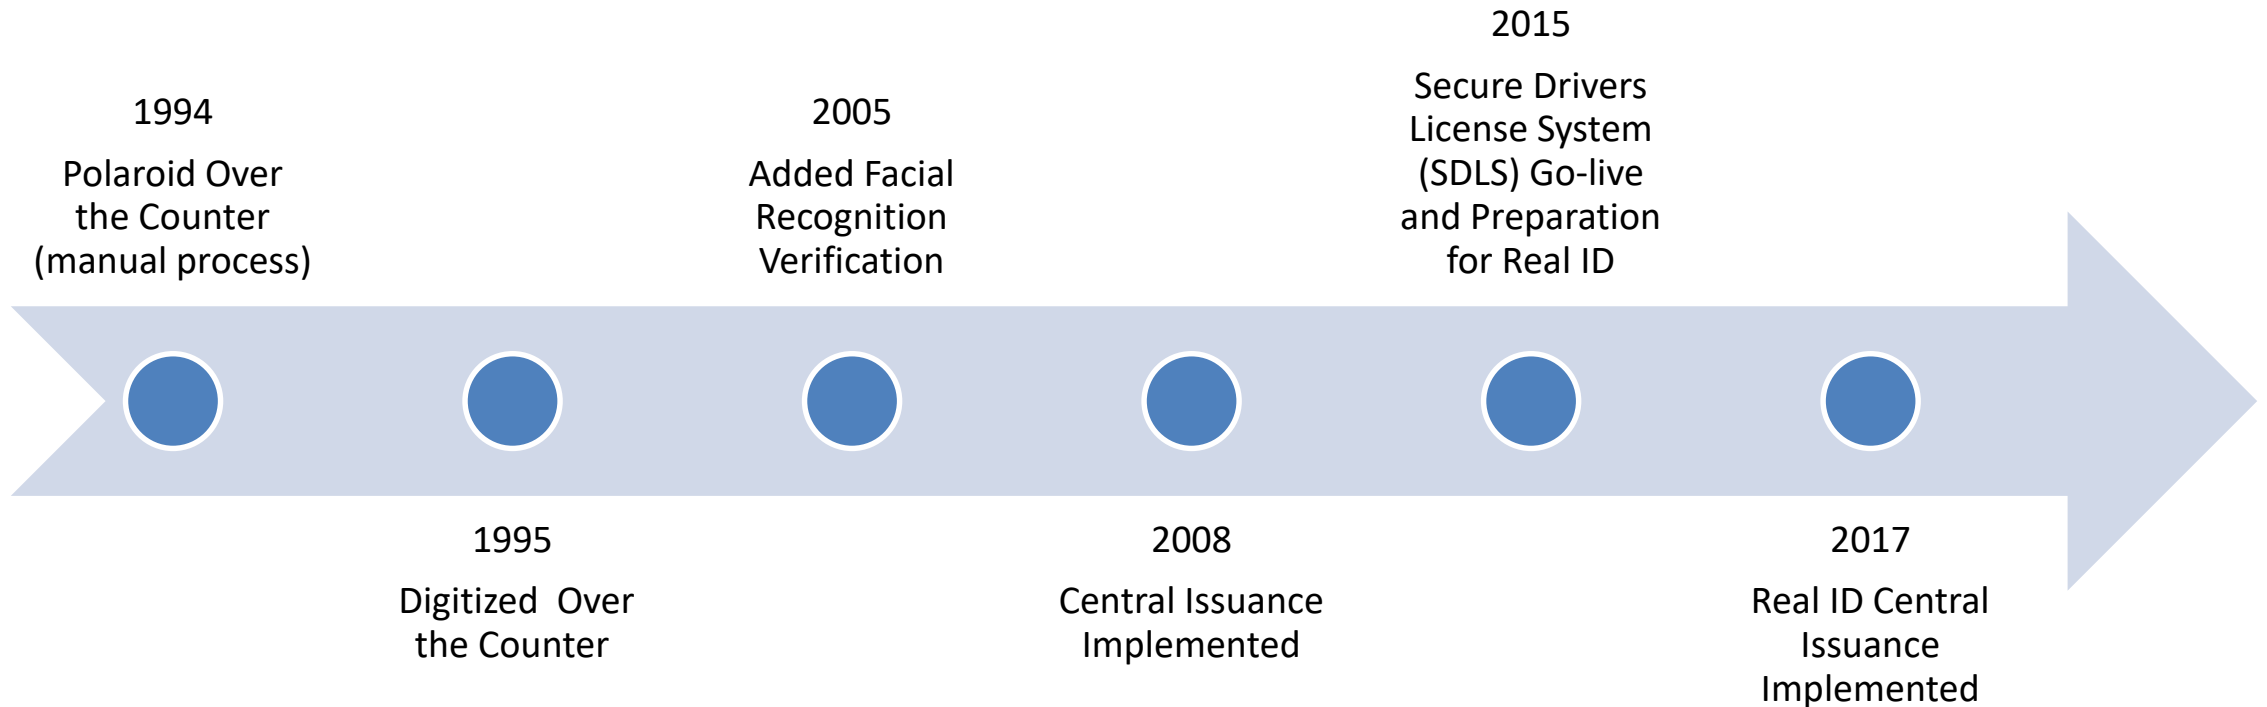 1994
Polaroid Over
the Counter
(manual process)
1995
Digitized  Over
the Counter
2005
Added Facial
Recognition
Verification
2008
Central Issuance
Implemented
2015
Secure Drivers
License System
(SDLS) Go-live
and Preparation
for Real ID
2017
Real ID Central
Issuance
Implemented